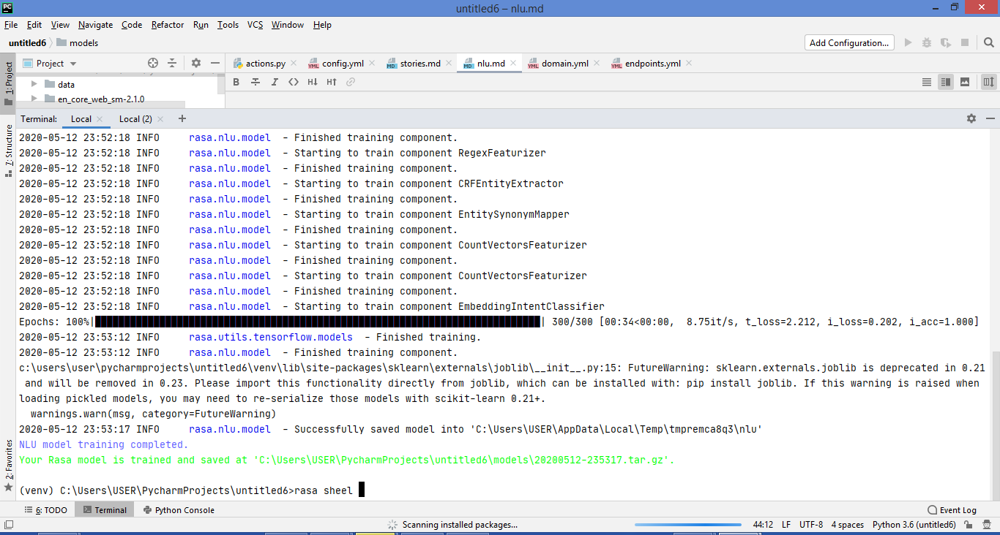 PC
untitled6 – nlu.md
File Edit View Navigate Code Refactor Run Tools VCS Window Help
untitled6 models
Add Configuration...
1: Project
Project
actions.py
config.yml
stories.md
nlu.md
domain.yml
endpoints.yml
data
en_core_web_sm-2.1.0
B I H↓ H↑
Terminal: Local Local (2) +
7: Structure
2020-05-12 23:52:18 INFO rasa.nlu.model - Finished training component.
2020-05-12 23:52:18 INFO rasa.nlu.model - Starting to train component RegexFeaturizer
2020-05-12 23:52:18 INFO rasa.nlu.model - Finished training component.
2020-05-12 23:52:18 INFO rasa.nlu.model - Starting to train component CRFEntityExtractor
2020-05-12 23:52:18 INFO rasa.nlu.model - Finished training component.
2020-05-12 23:52:18 INFO rasa.nlu.model - Starting to train component EntitySynonymMapper
2020-05-12 23:52:18 INFO rasa.nlu.model - Finished training component.
2020-05-12 23:52:18 INFO rasa.nlu.model - Starting to train component CountVectorsFeaturizer
2020-05-12 23:52:18 INFO rasa.nlu.model - Finished training component.
2020-05-12 23:52:18 INFO rasa.nlu.model - Starting to train component CountVectorsFeaturizer
2020-05-12 23:52:18 INFO rasa.nlu.model - Finished training component.
2020-05-12 23:52:18 INFO rasa.nlu.model - Starting to train component EmbeddingIntentClassifier
Epochs: 100%| | 300/300 [00:34<00:00, 8.75it/s, t_loss=2.212, i_loss=0.202, i_acc=1.000]
2020-05-12 23:53:12 INFO rasa.utils.tensorflow.models - Finished training.
2020-05-12 23:53:12 INFO rasa.nlu.model - Finished training component.
c:\users\user\pycharmprojects\untitled6\venv\lib\site-packages\sklearn\externals\joblib\__init__.py:15: FutureWarning: sklearn.externals.joblib is deprecated in 0.21
and will be removed in 0.23. Please import this functionality directly from joblib, which can be installed with: pip install joblib. If this warning is raised when
loading pickled models, you may need to re-serialize those models with scikit-learn 0.21+.
warnings.warn(msg, category=FutureWarning)
2020-05-12 23:53:17 INFO rasa.nlu.model - Successfully saved model into 'C:\Users\USER\AppData\Local\Temp\tmpremca8q3\nlu'
NLU model training completed.
Your Rasa model is trained and saved at 'C:\Users\USER\PycharmProjects\untitled6\models\20200512-235317.tar.gz'.
(venv) C:\Users\USER\PycharmProjects\untitled6>rasa sheel
2: Favorites
6: TODO Terminal Python Console Event Log
Scanning installed packages... 44:12 LF UTF-8 4 spaces Python 3.6 (untitled6)